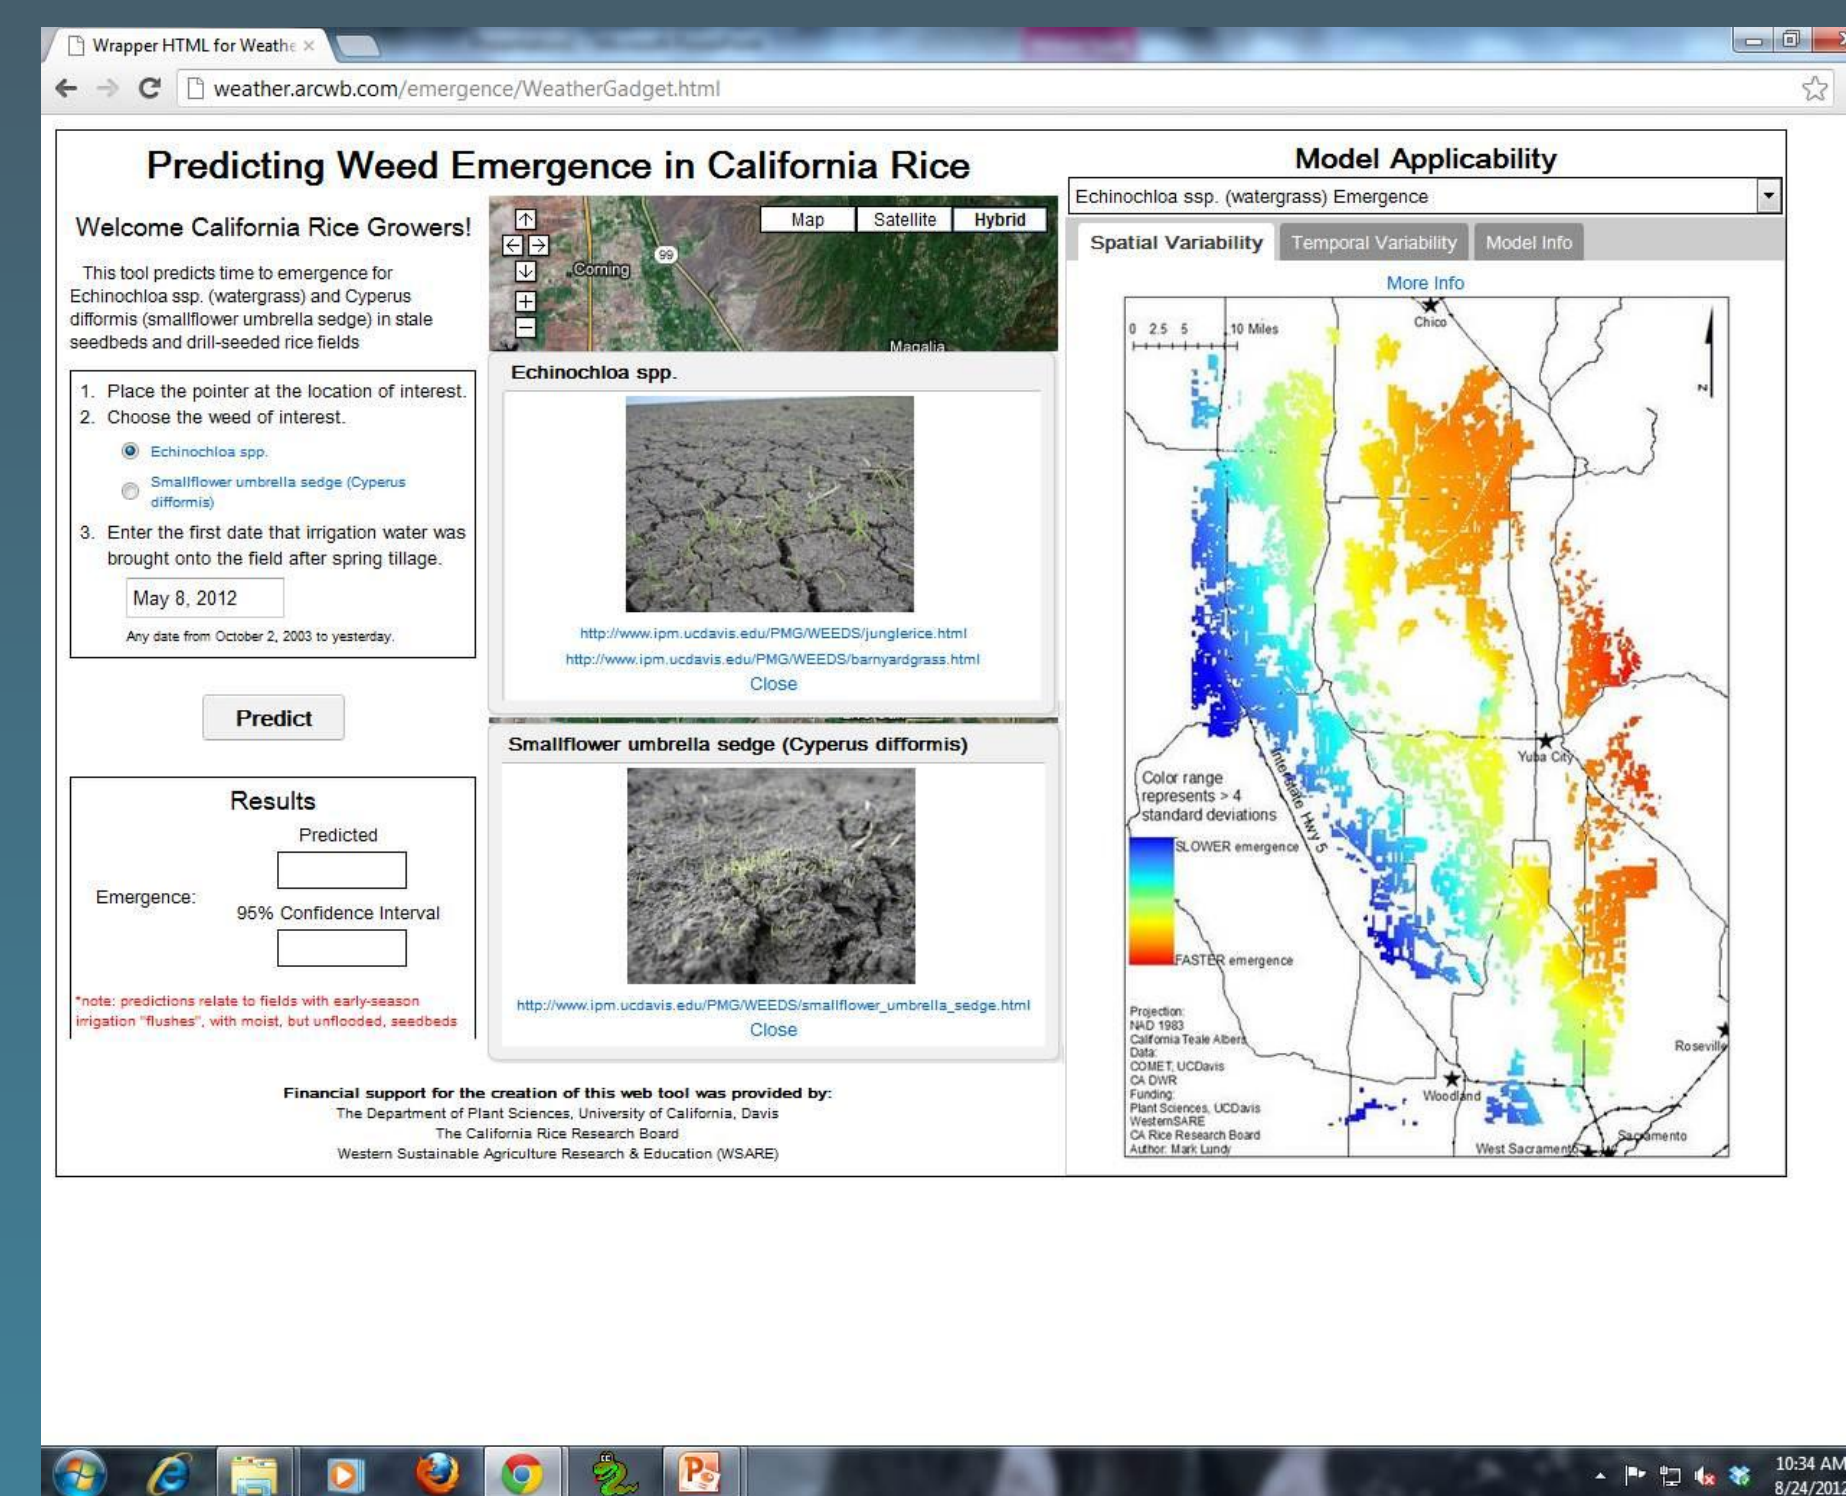 Wrapper HTML for Weathe
weather.arcwb.com/emergence/WeatherGadget.html
Predicting Weed Emergence in California Rice
Welcome California Rice Growers!
This tool predicts time to emergence for
Echinochloa ssp. (watergrass) and Cyperus
difformis (smallflower umbrella sedge) in stale
seedbeds and drill-seeded rice fields
1. Place the pointer at the location of interest.
2. Choose the weed of interest.
Echinochloa spp.
Smallflower umbrella sedge (Cyperus
difformis)
3. Enter the first date that irrigation water was
brought onto the field after spring tillage.
May 8, 2012
Any date from October 2, 2003 to yesterday.
Predict
Results
Predicted
Emergence:
95% Confidence Interval
*note: predictions relate to fields with early-season
irrigation "flushes", with moist, but unflooded, seedbeds
Map Satellite Hybrid
99
Corning
Magalia
Echinochloa spp.
http://www.ipm.ucdavis.edu/PMG/WEEDS/junglerice.html
http://www.ipm.ucdavis.edu/PMG/WEEDS/barnyardgrass.html
Close
Smallflower umbrella sedge (Cyperus difformis)
http://www.ipm.ucdavis.edu/PMG/WEEDS/smallflower_umbrella_sedge.html
Close
Financial support for the creation of this web tool was provided by:
The Department of Plant Sciences, University of California, Davis
The California Rice Research Board
Western Sustainable Agriculture Research & Education (WSARE)
Model Applicability
Echinochloa ssp. (watergrass) Emergence
Spatial Variability Temporal Variability Model Info
More Info
0 2.5 5 10 Miles
Chico
N
Yuba City
Interstate Hwy 5
Color range
represents > 4
standard deviations
SLOWER emergence
FASTER emergence
Projection:
NAD 1983
California Teale Albers
Data:
COMET, UCDavis
CA DWR
Funding:
Plant Sciences, UCDavis
WesternSARE
CA Rice Research Board
Author: Mark Lundy
Roseville
Woodland
Sacramento
West Sacramento
10:34 AM
8/24/2012